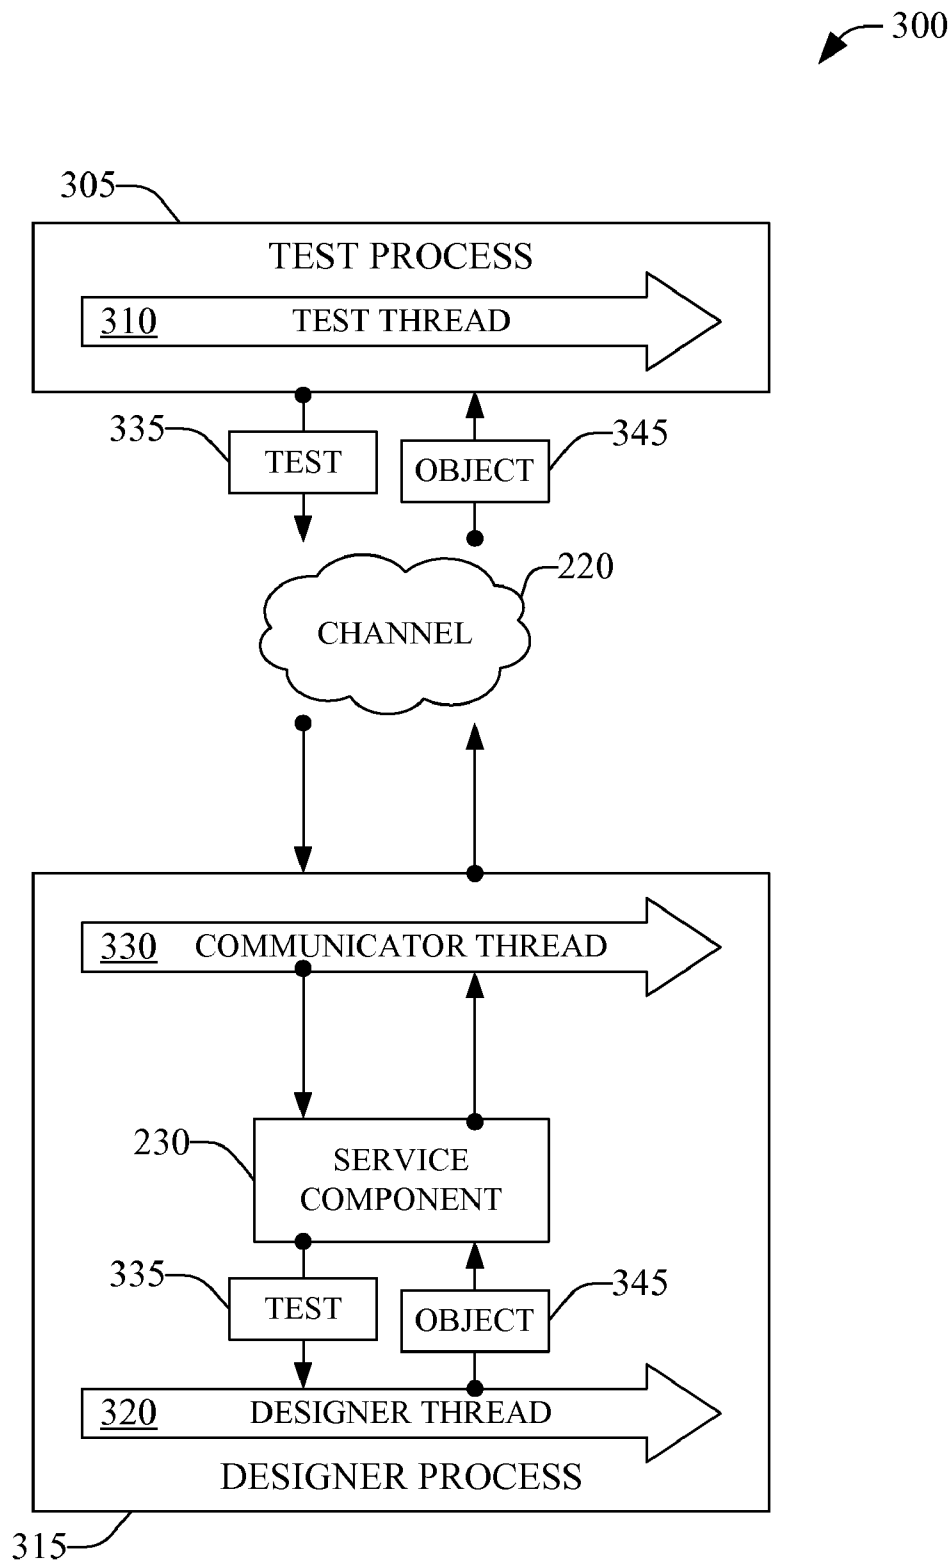 300
305
TEST PROCESS
310 TEST THREAD
335 TEST
OBJECT 345
220
CHANNEL
330 COMMUNICATOR THREAD
230
SERVICE
COMPONENT
335 TEST
OBJECT 345
320 DESIGNER THREAD
DESIGNER PROCESS
315